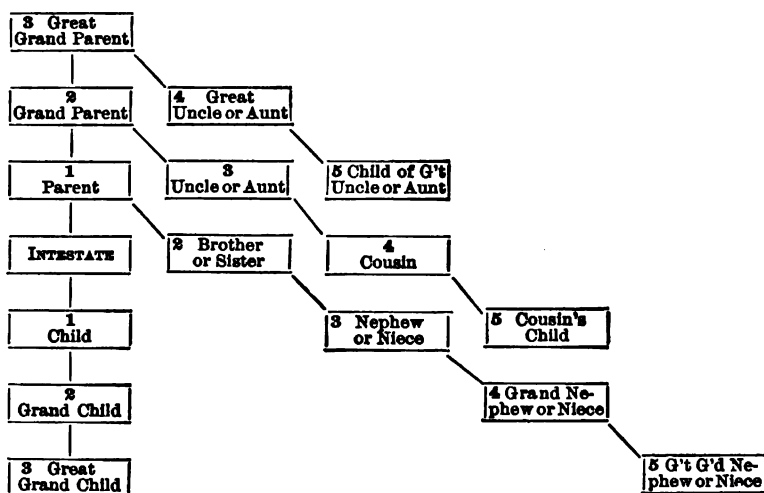 3 Great
Grand Parent
2
Grand Parent
4 Great
Uncle or Aunt
1
Parent
3
Uncle or Aunt
5 Child of G't
Uncle or Aunt
INTESTATE
2 Brother
or Sister
4
Cousin
1
Child
3 Nephew
or Niece
5 Cousin's
Child
2
Grand Child
4 Grand Ne-
phew or Niece
3 Great
Grand Child
5 G't G'd Ne-
phew or Niece